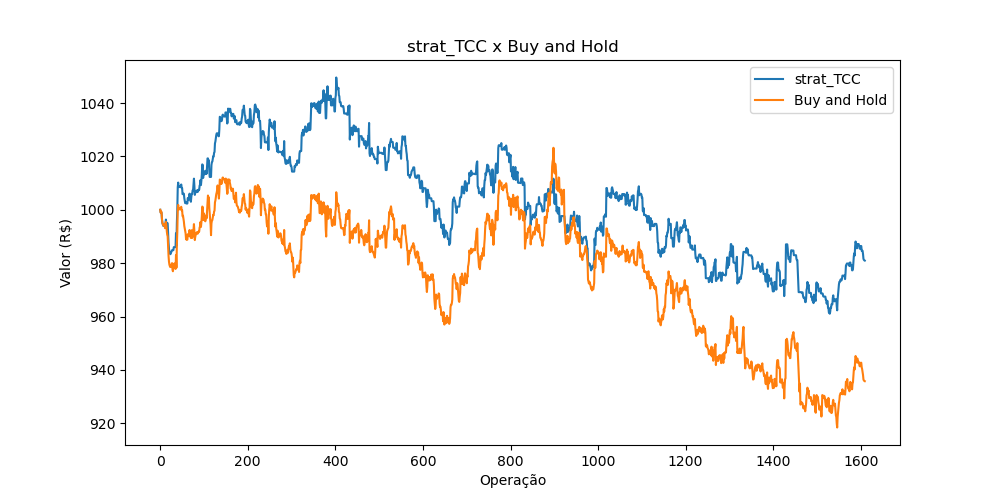 strat_TCC x Buy and Hold
strat_TCC
Buy and Hold
Valor (R$)
1040
1020
1000
980
960
940
920
0 200 400 600 800 1000 1200 1400 1600
Operação